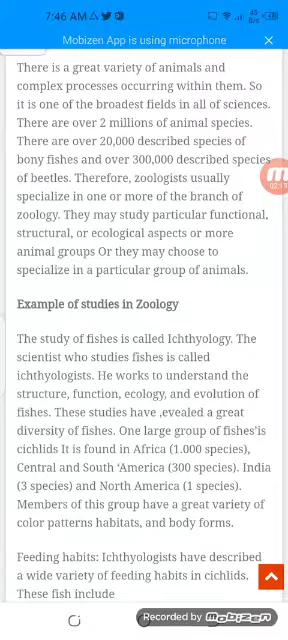 7:46 AM
Mobizen App is using microphone
There is a great variety of animals and
complex processes occurring within them. So
it is one of the broadest fields in all of sciences.
There are over 2 millions of animal species.
There are over 20,000 described species of
bony fishes and over 300,000 described species
of beetles. Therefore, zoologists usually
specialize in one or more of the branch of
zoology. They may study particular functional,
structural, or ecological aspects or more
animal groups Or they may choose to
specialize in a particular group of animals.
Example of studies in Zoology
The study of fishes is called Ichthyology. The
scientist who studies fishes is called
ichthyologists. He works to understand the
structure, function, ecology, and evolution of
fishes. These studies have ,evealed a great
diversity of fishes. One large group of fishes’is
cichlids It is found in Africa (1.000 species),
Central and South ‘America (300 species). India
(3 species) and North America (1 species).
Members of this group have a great variety of
color patterns habitats, and body forms.
Feeding habits: Ichthyologists have described
a wide variety of feeding habits in cichlids.
These fish include
Recorded by Mobizen